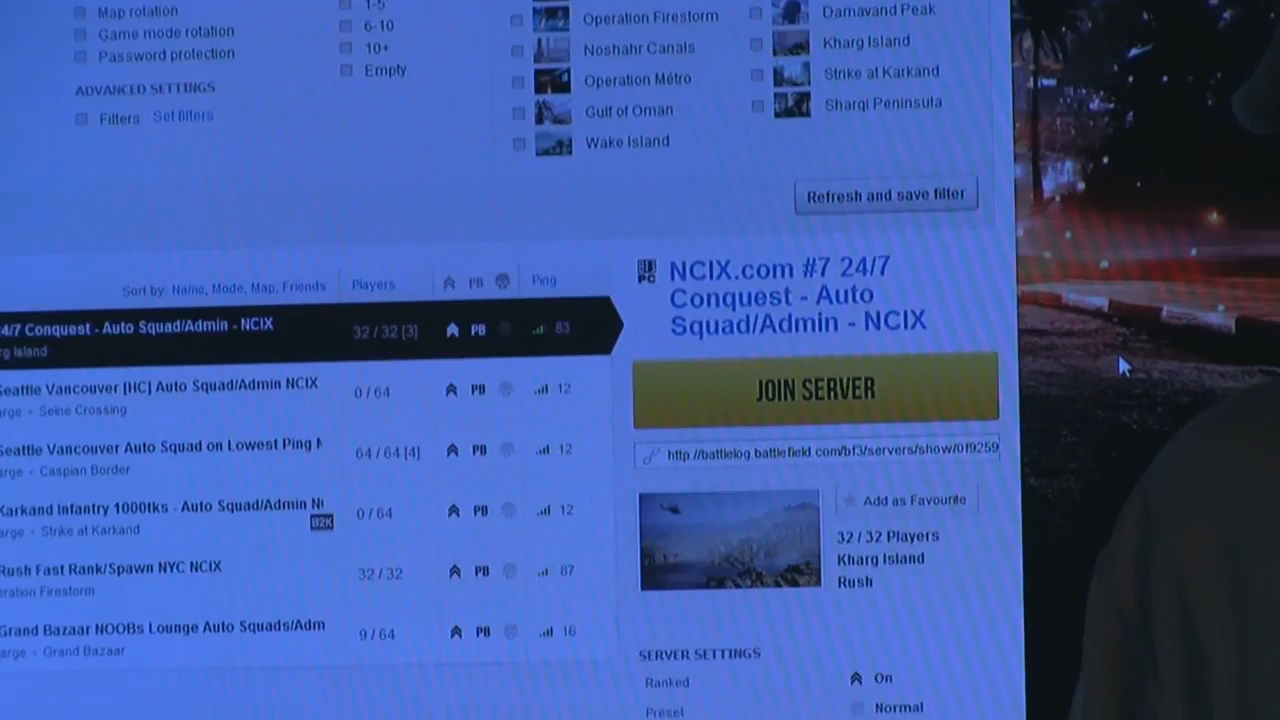 Map rotation
Game mode rotation
Password protection
ADVANCED SETTINGS
Filters Set filters
1-5
6-10
10+
Empty
Operation Firestorm
Noshahr Canals
Operation Métro
Gulf of Oman
Wake Island
Damavand Peak
Kharg Island
Strike at Karkand
Sharqi Peninsula
Refresh and save filter
Sort by: Name, Mode, Map, Friends Players PB Ping
4/7 Conquest - Auto Squad/Admin - NCIX 32 / 32 [3] PB 83
rg Island
Seattle Vancouver [HC] Auto Squad/Admin NCIX 0 / 64 PB 12
arge • Seine Crossing
Seattle Vancouver Auto Squad on Lowest Ping 64 / 64 [4] PB 12
arge • Caspian Border
Karkand Infantry 1000tks - Auto Squad/Admin 0 / 64 PB 12
arge • Strike at Karkand B2K
Rush Fast Rank/Spawn NYC NCIX 32 / 32 PB 87
eration Firestorm
Grand Bazaar NOOBs Lounge Auto Squads/Adm 9 / 64 PB 16
arge • Grand Bazaar
BF3 PC
NCIX.com #7 24/7
Conquest - Auto
Squad/Admin - NCIX
JOIN SERVER
http://battlelog.battlefield.com/bf3/servers/show/0f9259
Add as Favourite
32 / 32 Players
Kharg Island
Rush
SERVER SETTINGS
Ranked On
Preset Normal